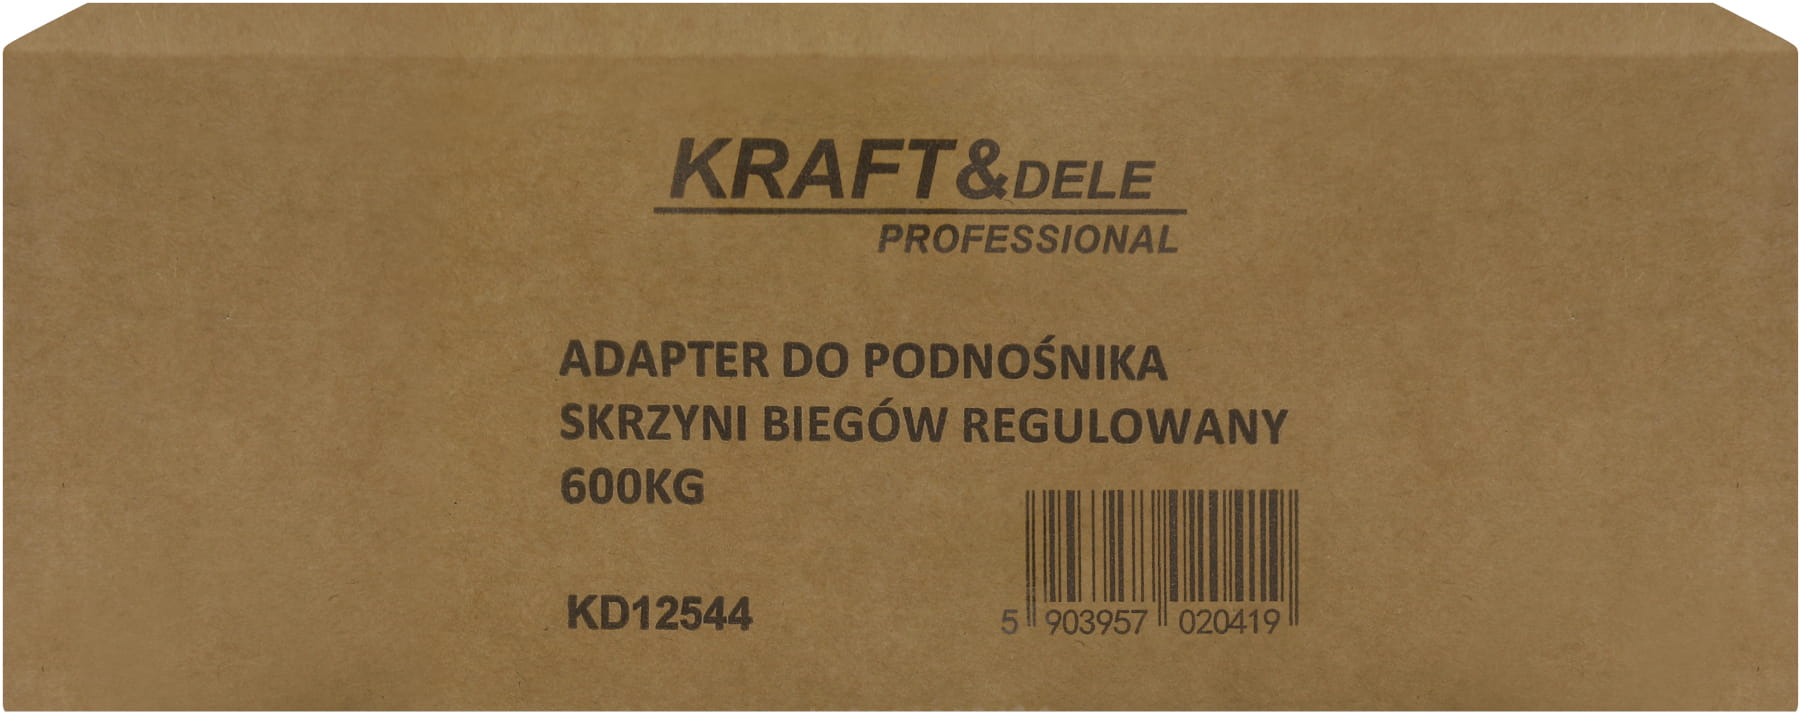 KRAFT&DELE
PROFESSIONAL
ADAPTER DO PODNOŚNIKA
SKRZYNI BIEGÓW REGULOWANY
600KG
KD12544
5 903957 020419